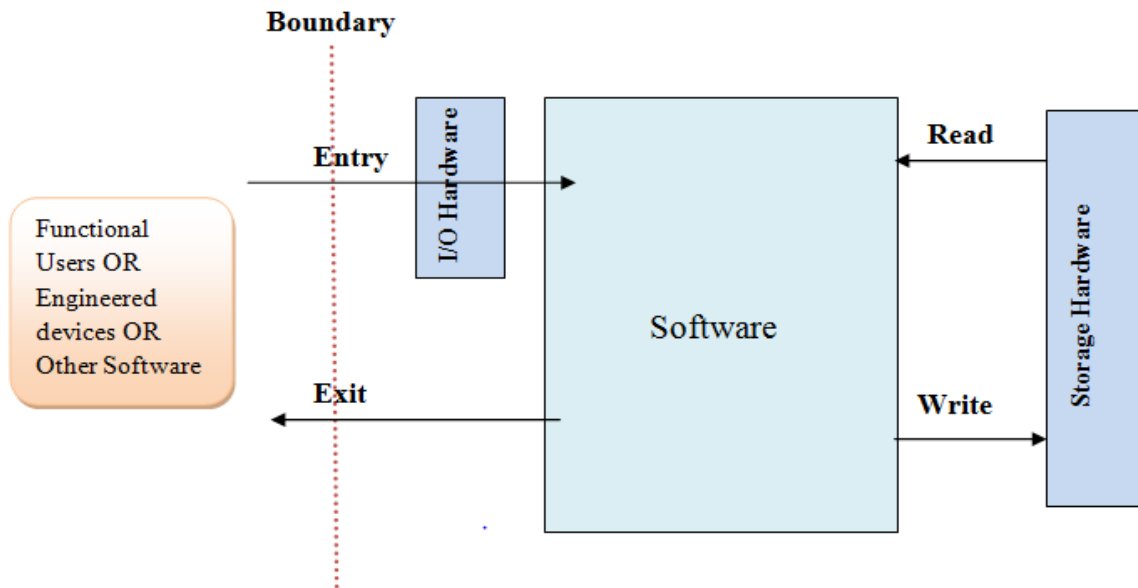 Boundary
Entry
I/O Hardware
Read
Functional
Users OR
Engineered
devices OR
Other Software
Software
Storage Hardware
Exit
Write